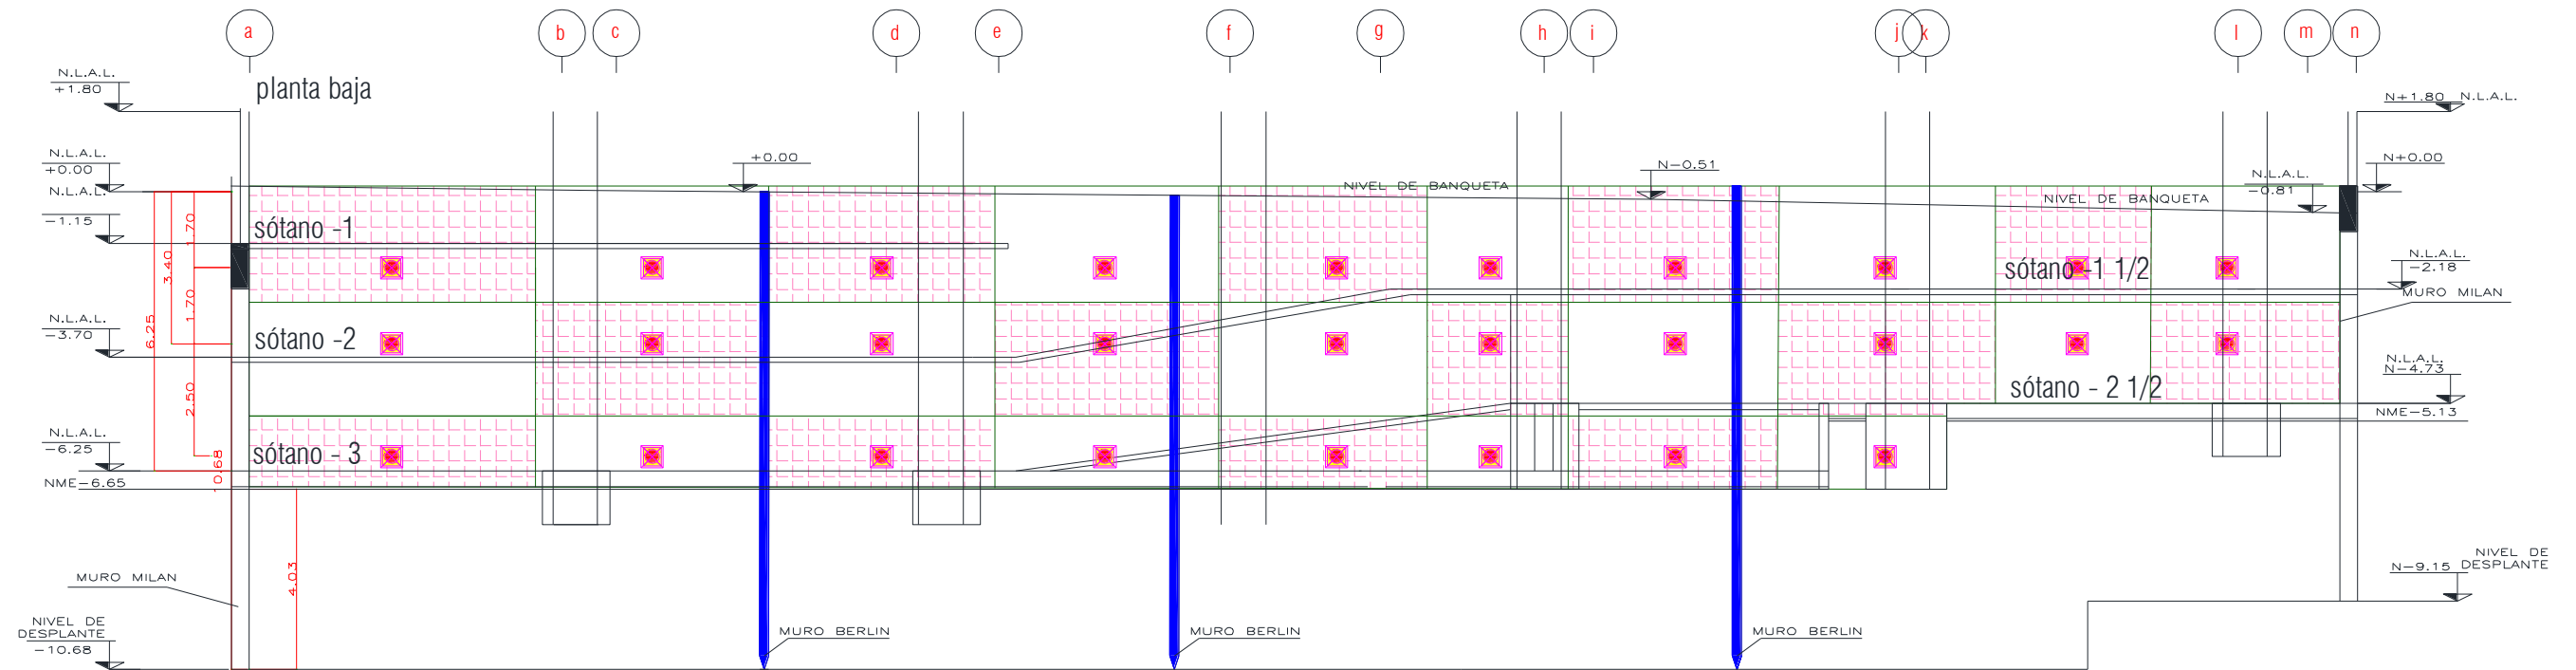 a b c d e f g h i j k l m n
planta baja
N.L.A.L.
+1.80
N+1.80 N.L.A.L.
N.L.A.L.
+0.00
+0.00
N-0.51
N+0.00
N.L.A.L.
-0.81
NIVEL DE BANQUETA
NIVEL DE BANQUETA
N.L.A.L.
-1.15
sótano -1
1.70
3.40
1.70
6.25
2.50
10.68
4.03
sótano -1 1/2
N.L.A.L.
-2.18
MURO MILAN
N.L.A.L.
-3.70
sótano -2
sótano - 2 1/2
N.L.A.L.
N-4.73
NME-5.13
N.L.A.L.
-6.25
sótano - 3
NME-6.65
MURO MILAN
NIVEL DE
DESPLANTE
-10.68
MURO BERLIN
MURO BERLIN
MURO BERLIN
NIVEL DE
N-9.15 DESPLANTE